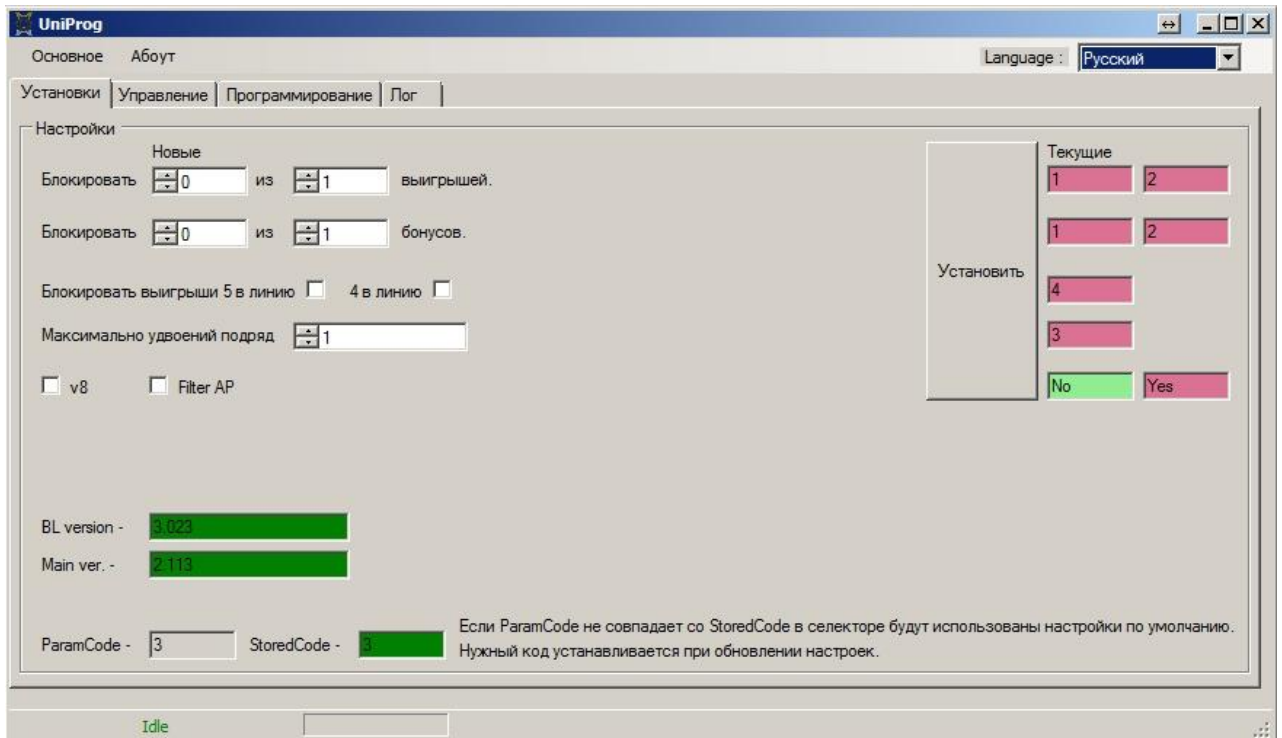 UniProg
Основное Абоут Language : Русский
Установки Управление Программирование Лог
Настройки
Новые Текущие
Блокировать 0 из 1 выигрышей. 1 2
Блокировать 0 из 1 бонусов. 1 2
Установить
Блокировать выигрыши 5 в линию 4 в линию 4
Максимально удвоений подряд 1 3
v8 Filter AP No Yes
BL version - 3.023
Main ver. - 2.113
Если ParamCode не совпадает со StoredCode в селекторе будут использованы настройки по умолчанию.
ParamCode - 3 StoredCode - 3
Нужный код устанавливается при обновлении настроек.
Idle